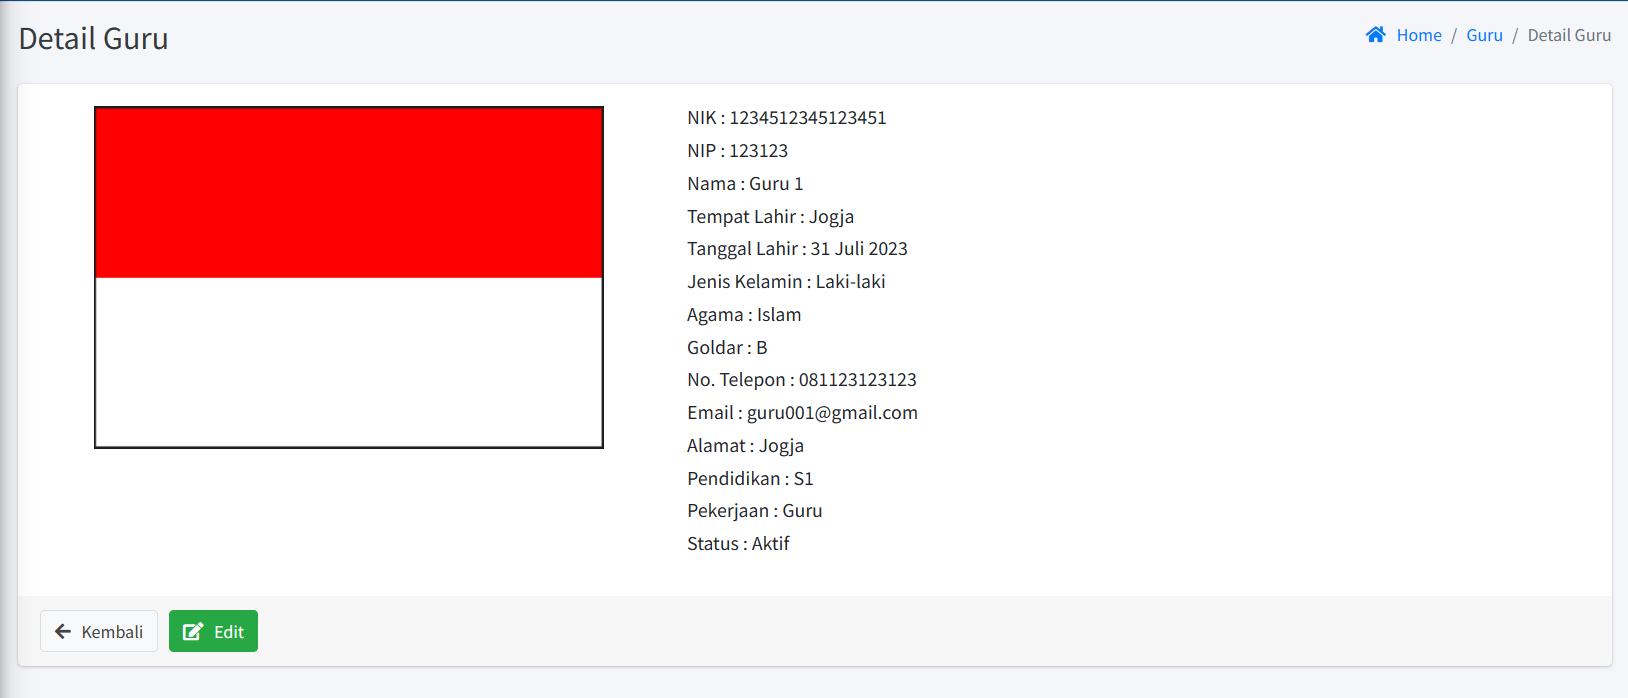 Detail Guru
Home / Guru / Detail Guru
NIK : 1234512345123451
NIP : 123123
Nama : Guru 1
Tempat Lahir : Jogja
Tanggal Lahir : 31 Juli 2023
Jenis Kelamin : Laki-laki
Agama : Islam
Goldar : B
No. Telepon : 081123123123
Email : guru001@gmail.com
Alamat : Jogja
Pendidikan : S1
Pekerjaan : Guru
Status : Aktif
Kembali
Edit